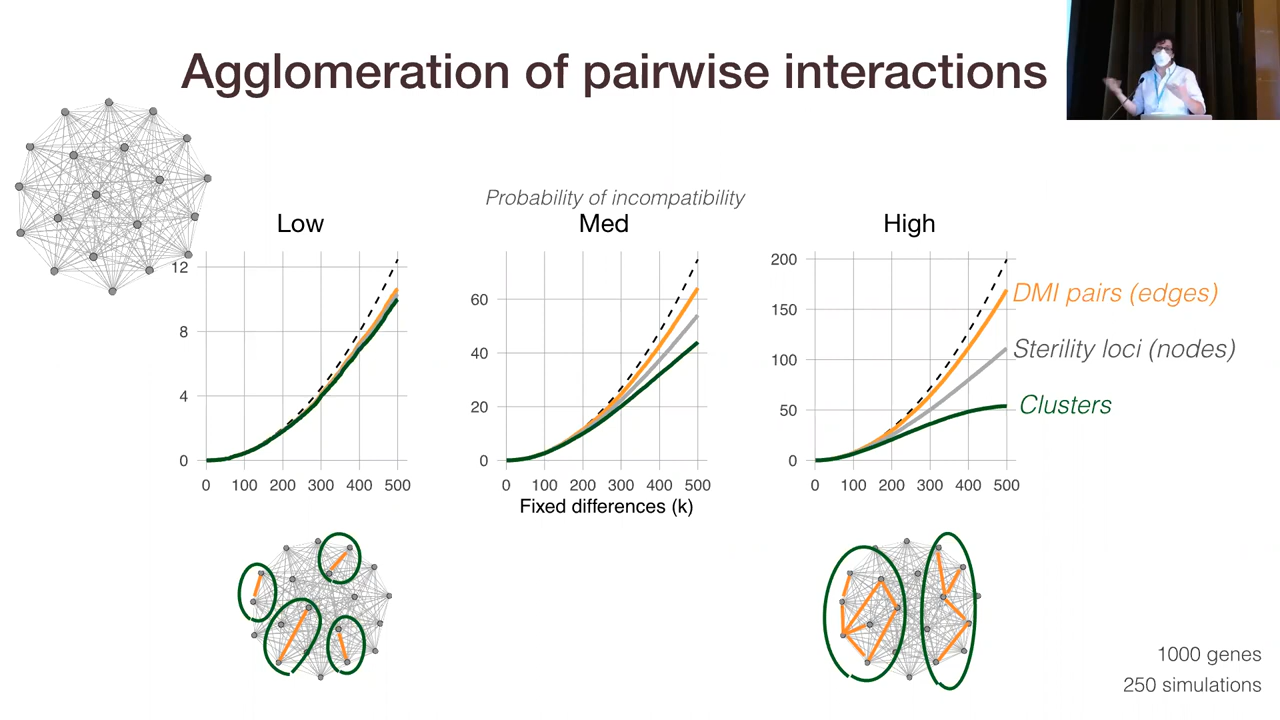 Agglomeration of pairwise interactions
Probability of incompatibility
Low
Med
High
12
8
4
0
0 100 200 300 400 500
60
40
20
0
0 100 200 300 400 500
Fixed differences (k)
200
150
100
50
0
0 100 200 300 400 500
DMI pairs (edges)
Sterility loci (nodes)
Clusters
1000 genes
250 simulations